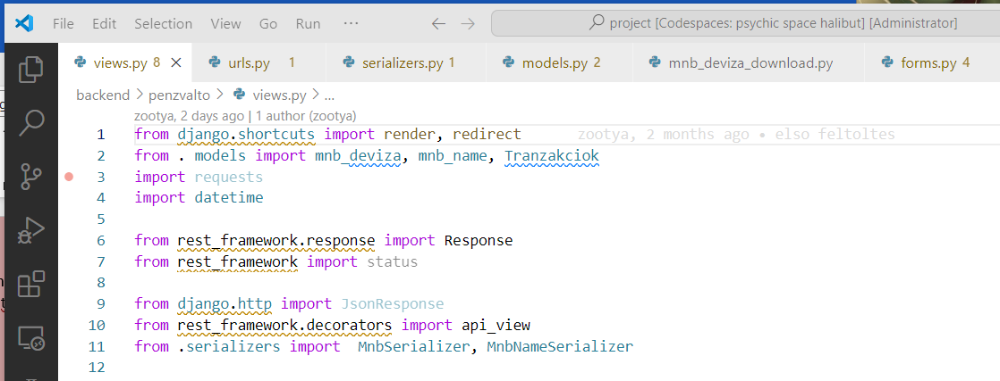 File Edit Selection View Go Run ··· ← → project [Codespaces: psychic space halibut] [Administrator]
views.py 8 × urls.py 1 serializers.py 1 models.py 2 mnb_deviza_download.py forms.py 4
backend > penzvalto > views.py > ...
zootya, 2 days ago | 1 author (zootya)
1 from django.shortcuts import render, redirect zootya, 2 months ago • elso feltoltes
2 from . models import mnb_deviza, mnb_name, Tranzakciok
3 import requests
4 import datetime
5
6 from rest_framework.response import Response
7 from rest_framework import status
8
9 from django.http import JsonResponse
10 from rest_framework.decorators import api_view
11 from .serializers import  MnbSerializer, MnbNameSerializer
12